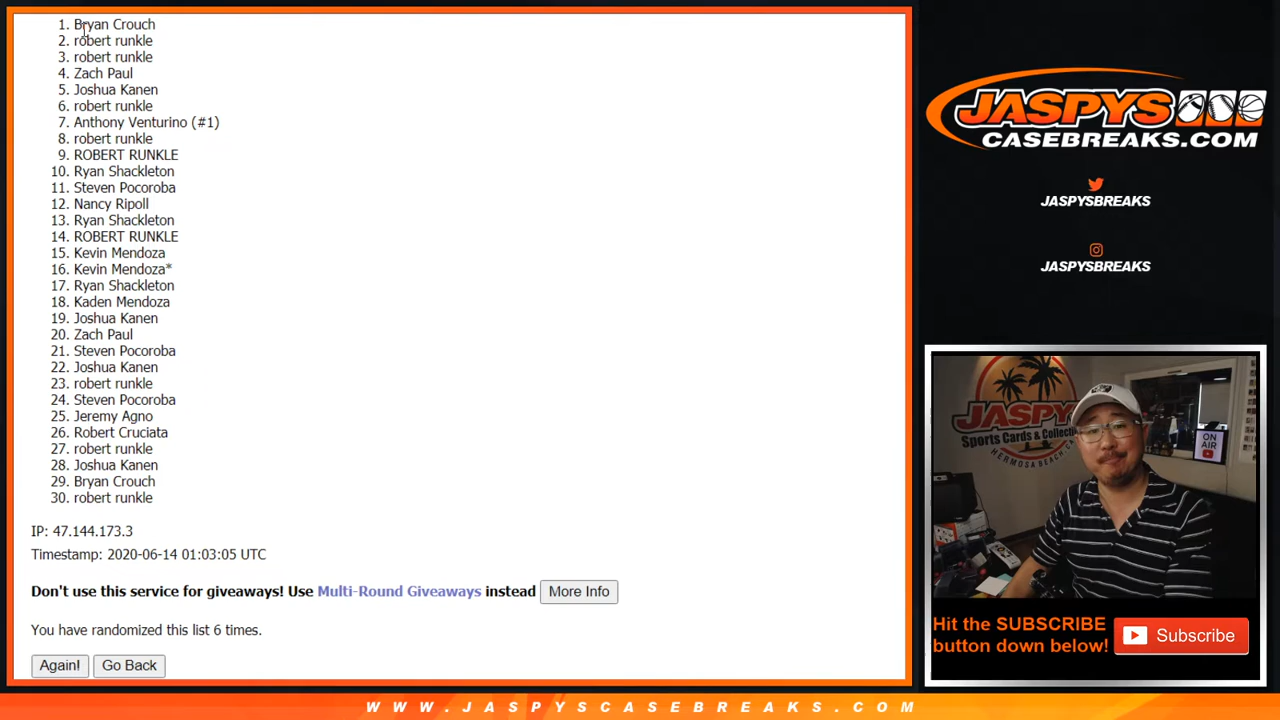 1. Bryan Crouch
2. robert runkle
3. robert runkle
4. Zach Paul
5. Joshua Kanen
6. robert runkle
7. Anthony Venturino (#1)
8. robert runkle
9. ROBERT RUNKLE
10. Ryan Shackleton
11. Steven Pocoroba
12. Nancy Ripoll
13. Ryan Shackleton
14. ROBERT RUNKLE
15. Kevin Mendoza
16. Kevin Mendoza*
17. Ryan Shackleton
18. Kaden Mendoza
19. Joshua Kanen
20. Zach Paul
21. Steven Pocoroba
22. Joshua Kanen
23. robert runkle
24. Steven Pocoroba
25. Jeremy Agno
26. Robert Cruciata
27. robert runkle
28. Joshua Kanen
29. Bryan Crouch
30. robert runkle
IP: 47.144.173.3
Timestamp: 2020-06-14 01:03:05 UTC
Don't use this service for giveaways! Use Multi-Round Giveaways instead More Info
You have randomized this list 6 times.
Again! Go Back
JASPYS
CASEBREAKS.COM
JASPYSBREAKS
JASPYSBREAKS
JASPYS
Sports Cards & Collectibles
HERMOSA BEACH
ON
AIR
Hit the SUBSCRIBE
button down below!
Subscribe
WWW.JASPYSCASEBREAKS.COM